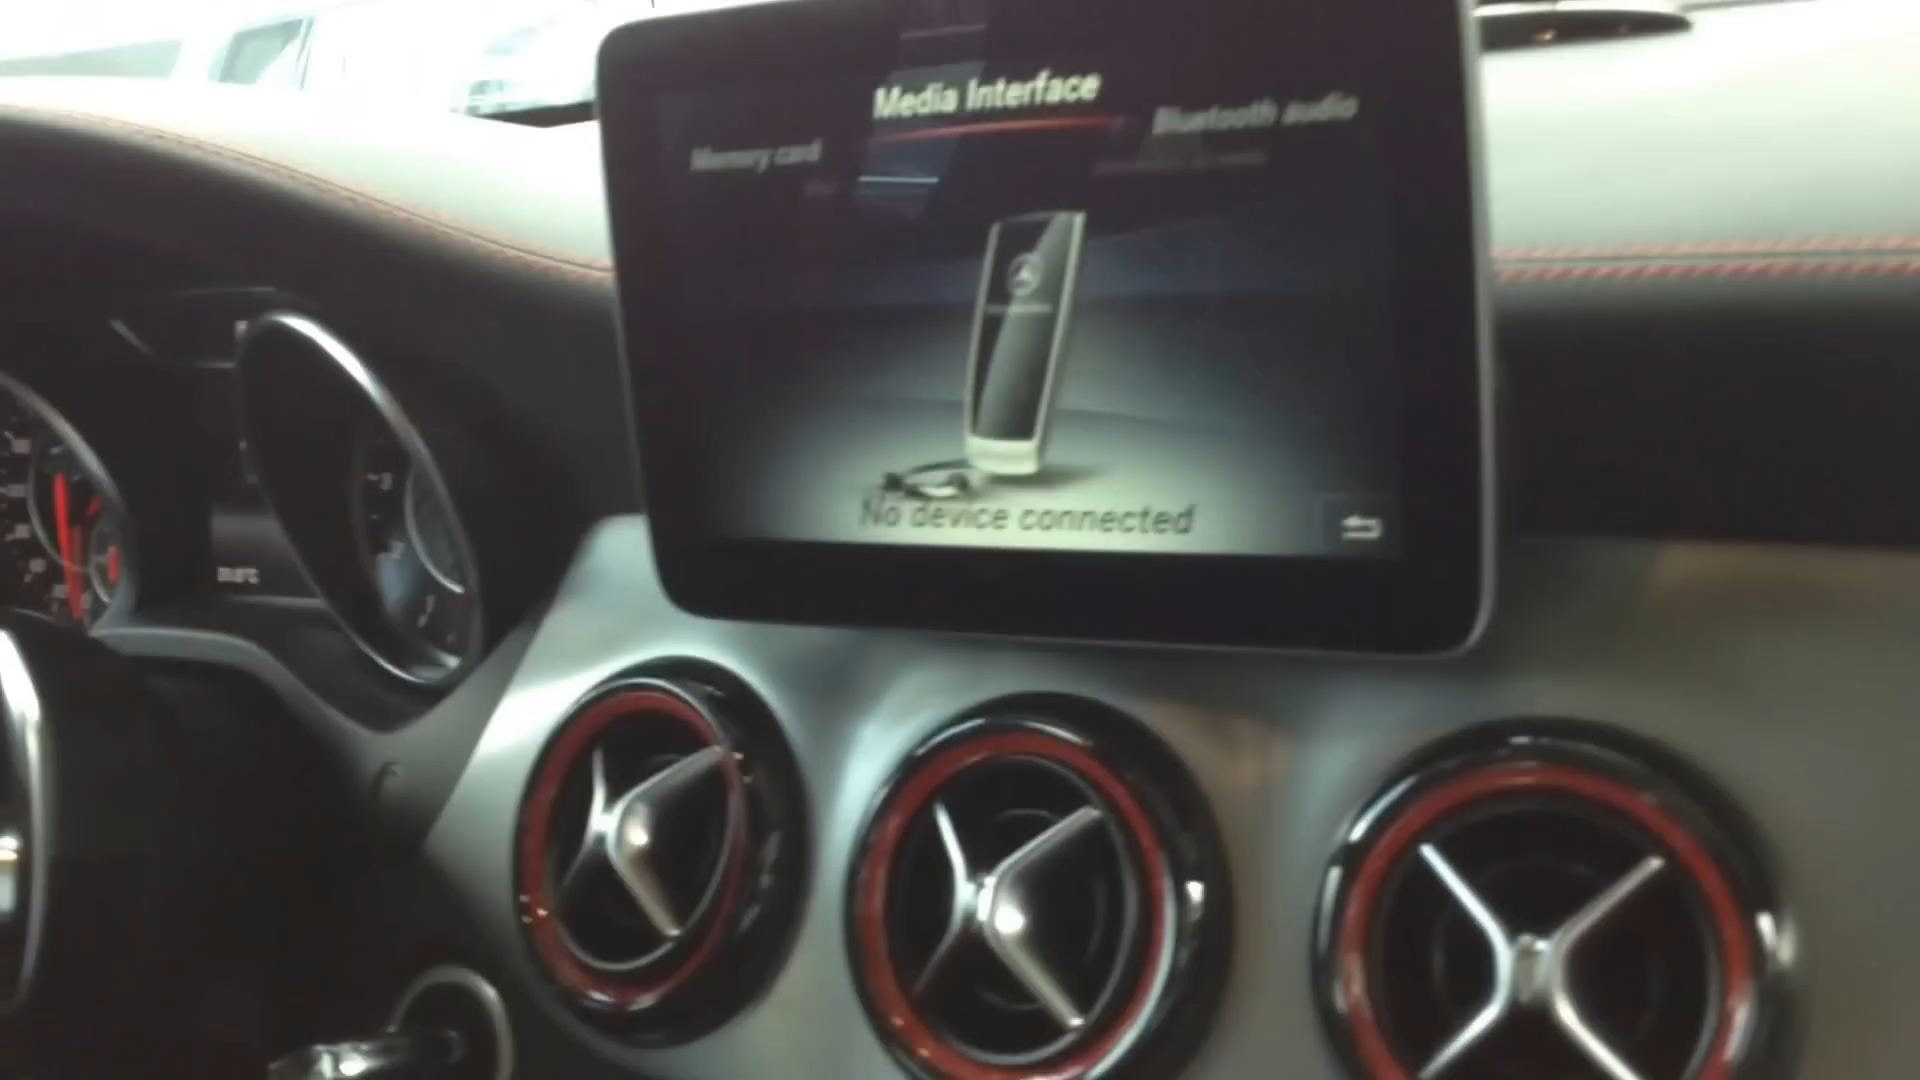 Media Interface
Bluetooth audio
Memory card
No device connected